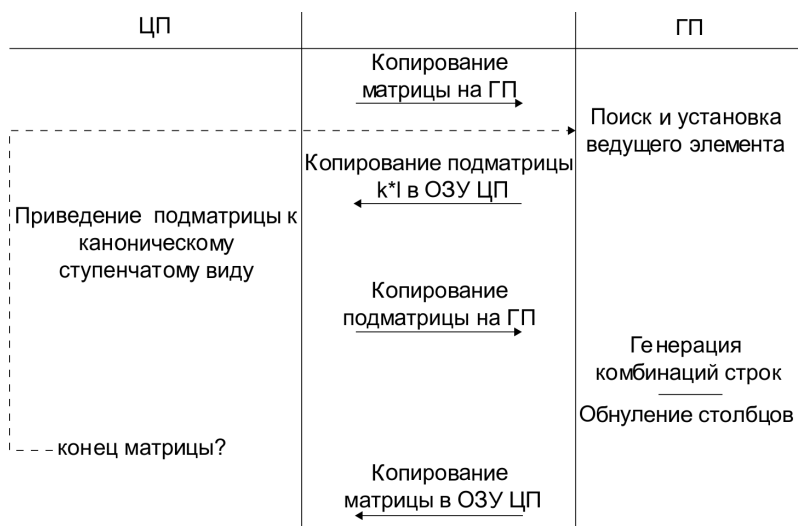 ЦП
ГП
Копирование
матрицы на ГП
Поиск и установка
ведущего элемента
Копирование подматрицы
k*l в ОЗУ ЦП
Приведение подматрицы к
каноническому
ступенчатому виду
Копирование
подматрицы на ГП
Генерация
комбинаций строк
Обнуление столбцов
конец матрицы?
Копирование
матрицы в ОЗУ ЦП